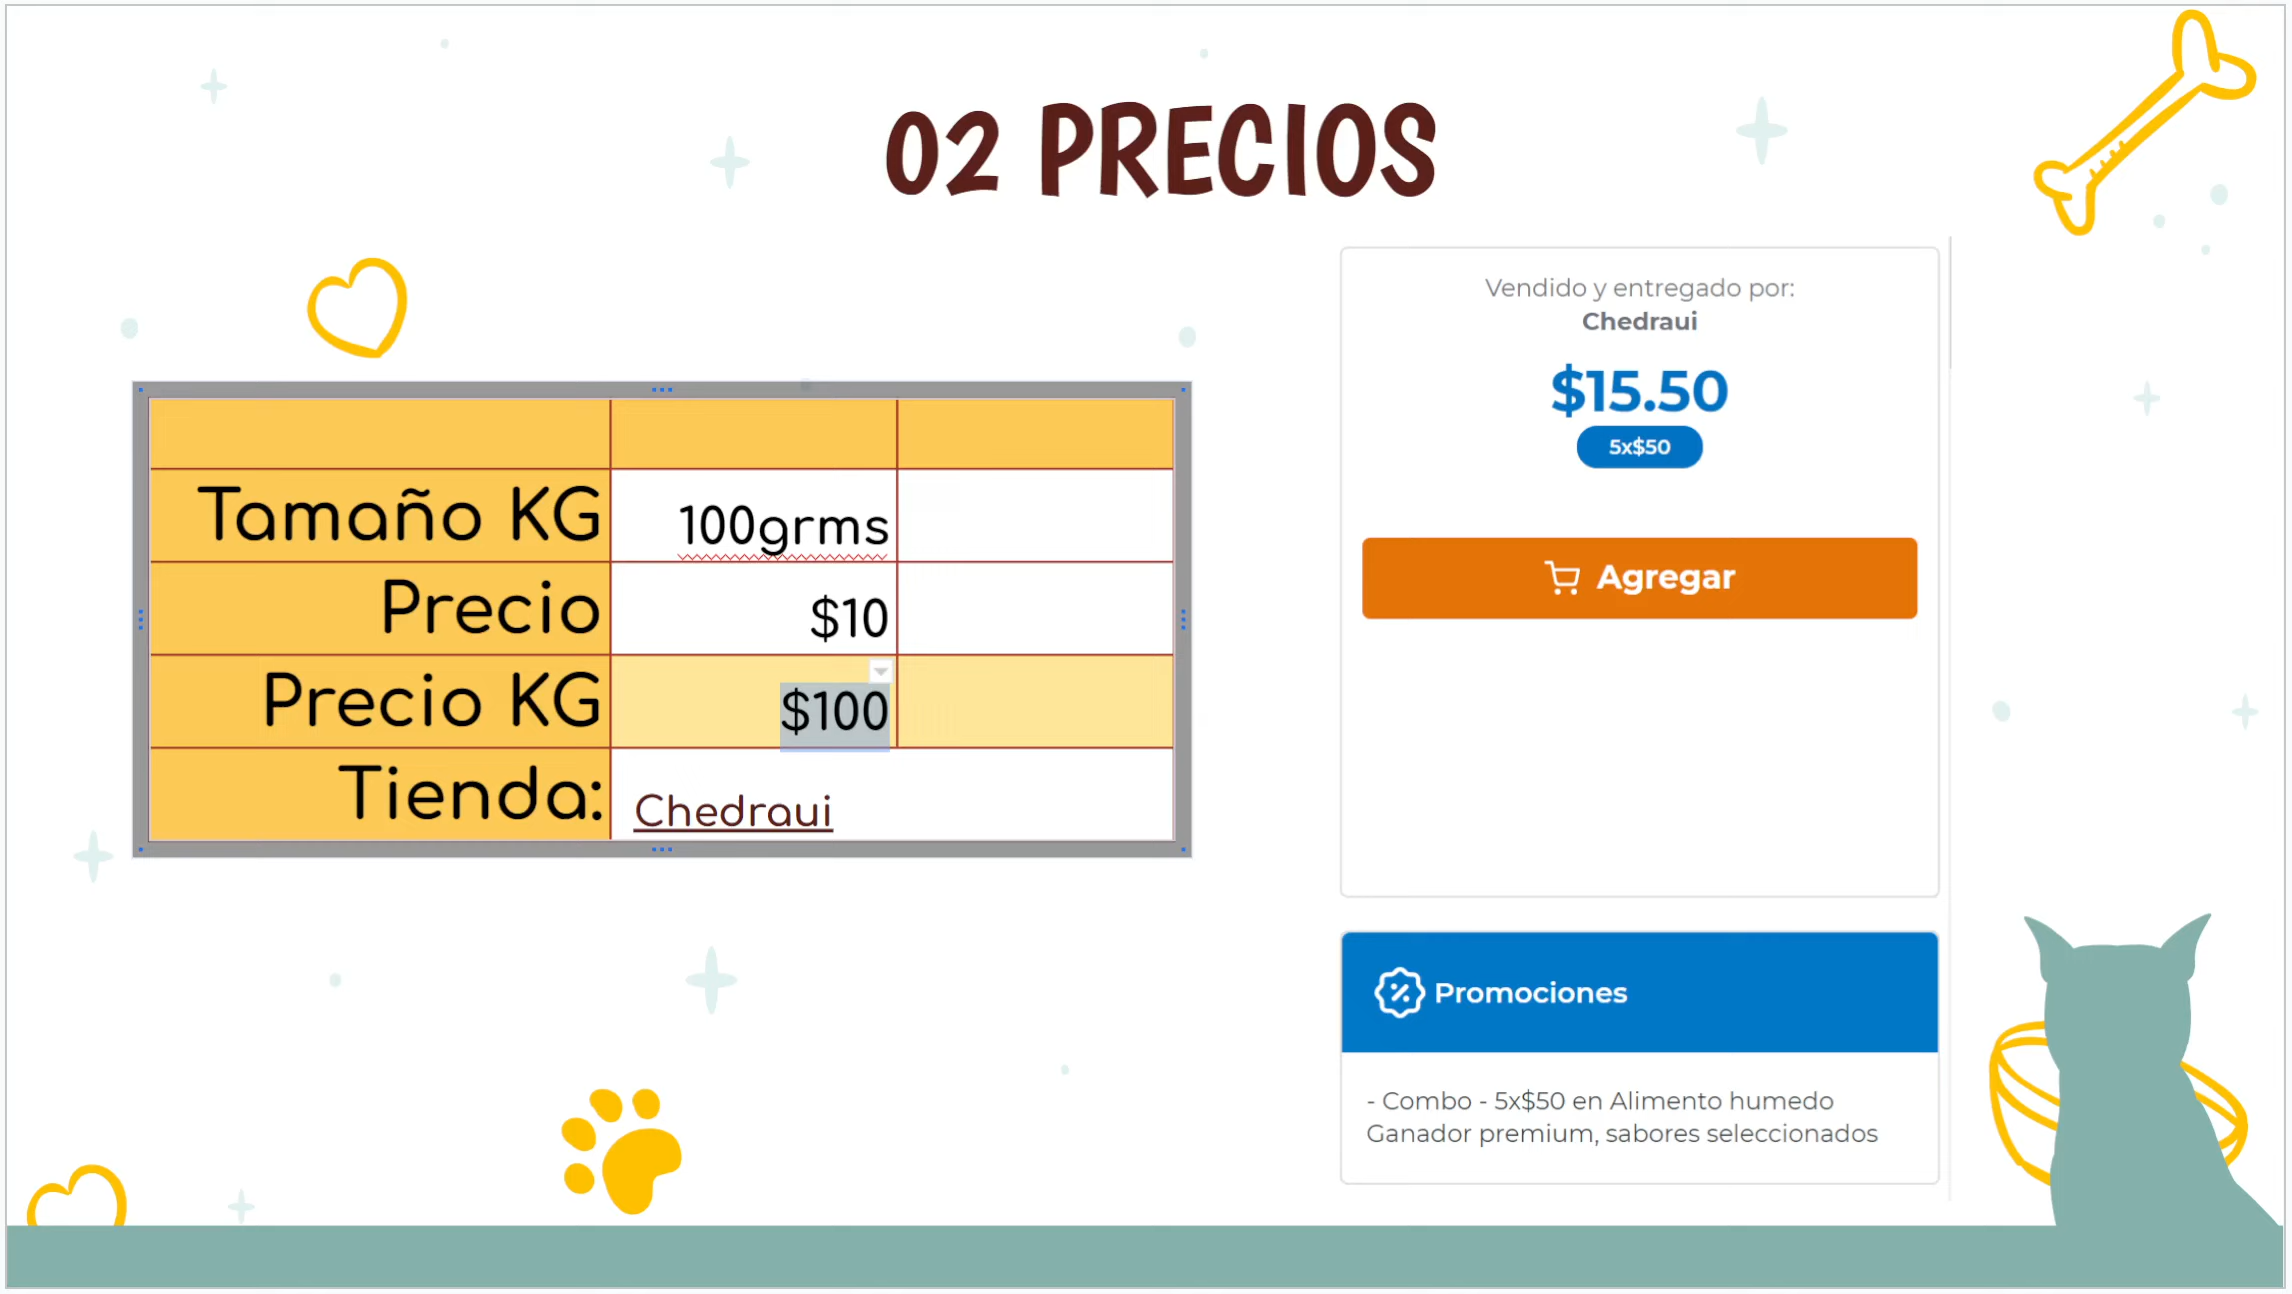 02 PRECIOS
Tamaño KG 100grms
Precio $10
Precio KG $100
Tienda: Chedraui
Vendido y entregado por:
Chedraui
$15.50
5x$50
Agregar
Promociones
- Combo - 5x$50 en Alimento humedo
Ganador premium, sabores seleccionados